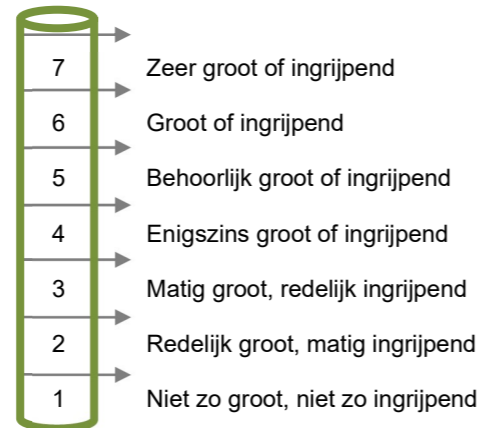 7 Zeer groot of ingrijpend
6 Groot of ingrijpend
5 Behoorlijk groot of ingrijpend
4 Enigszins groot of ingrijpend
3 Matig groot, redelijk ingrijpend
2 Redelijk groot, matig ingrijpend
1 Niet zo groot, niet zo ingrijpend